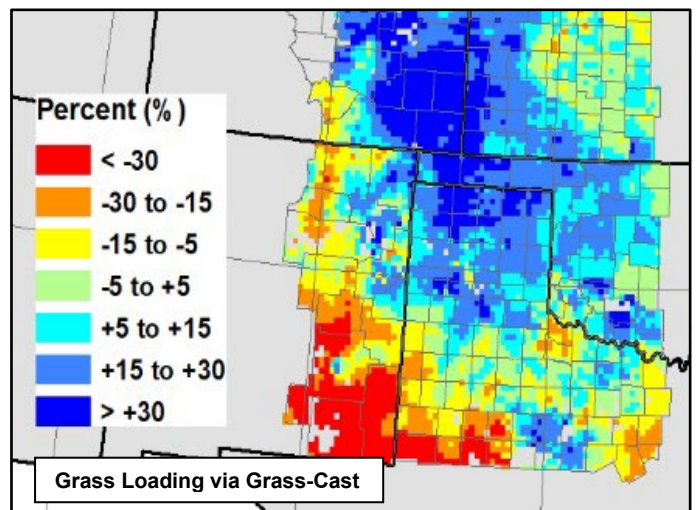 Percent (%)
< -30
-30 to -15
-15 to -5
-5 to +5
+5 to +15
+15 to +30
> +30
Grass Loading via Grass-Cast